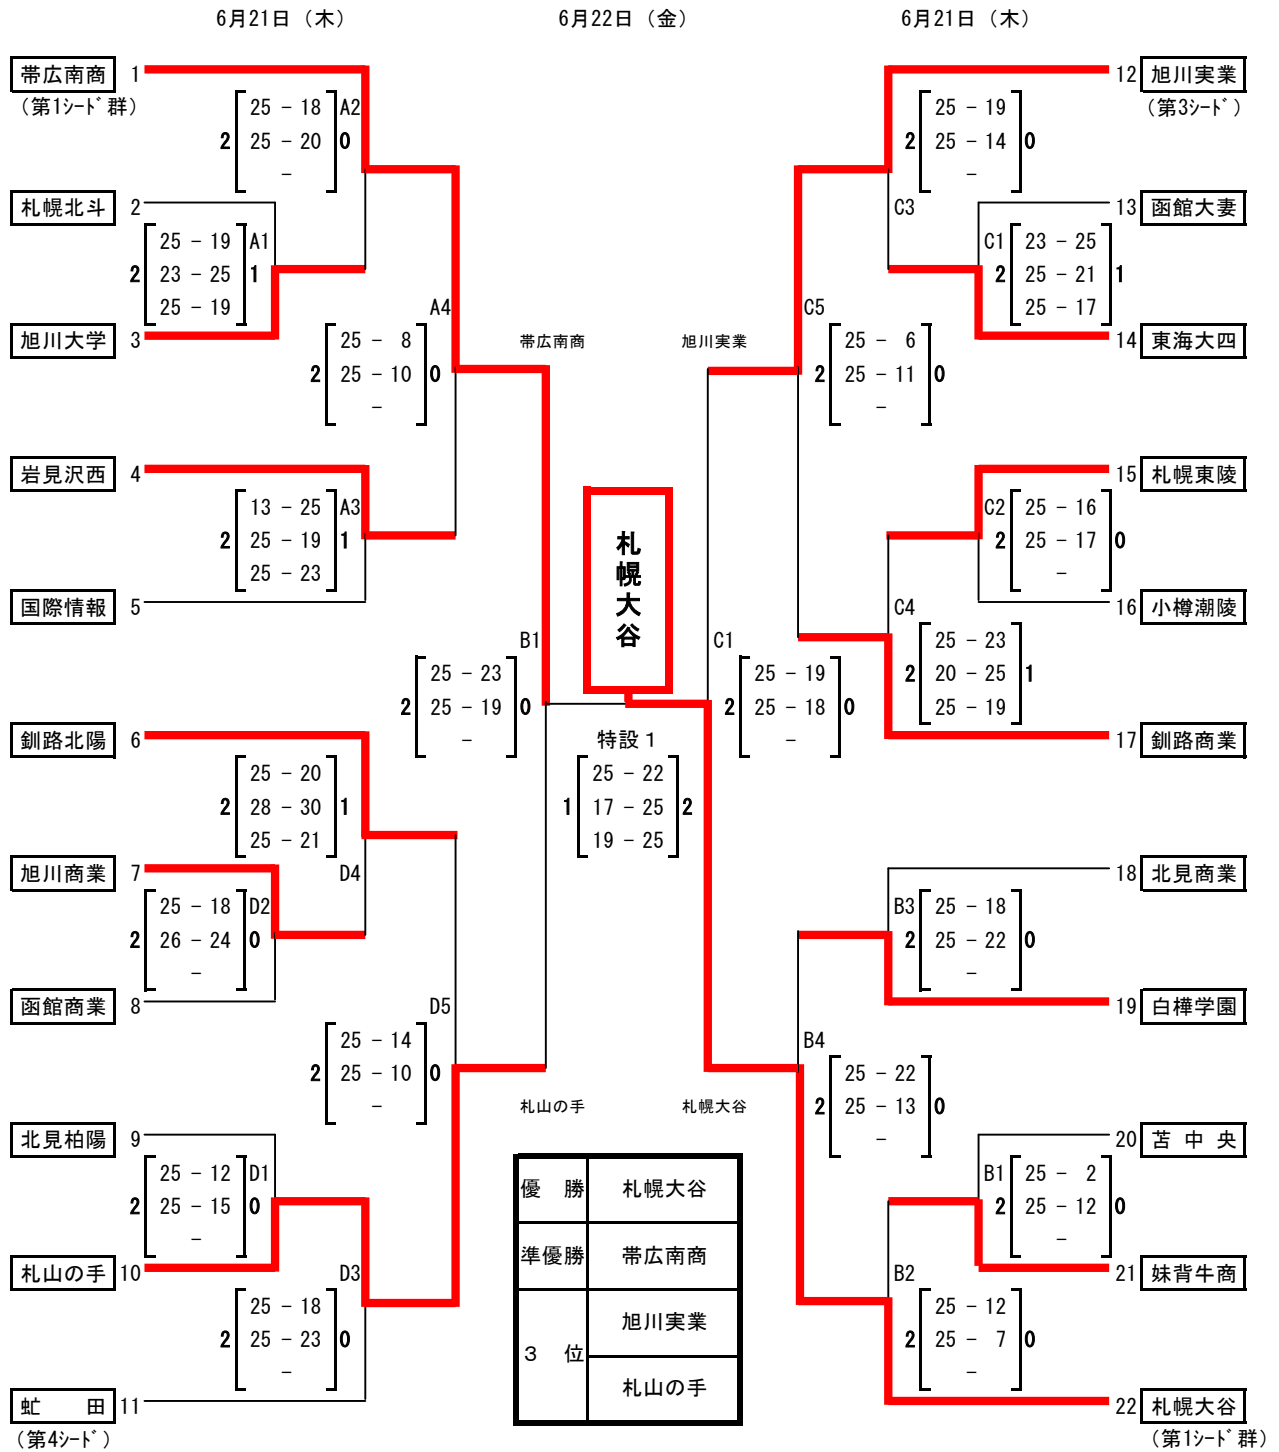 6月21日（木）
6月22日（金）
6月21日（木）
帯広南商 1
（第1ｼｰﾄﾞ群）
25 － 18 A2
2 25 － 20 0
－
札幌北斗 2
25 － 19 A1
2 23 － 25 1
25 － 19
旭川大学 3
A4
25 － 8
2 25 － 10 0
－
帯広南商
岩見沢西 4
13 － 25 A3
2 25 － 19 1
25 － 23
国際情報 5
B1
25 － 23
2 25 － 19 0
－
釧路北陽 6
25 － 20
2 28 － 30 1
25 － 21
旭川商業 7
D4
25 － 18 D2
2 26 － 24 0
－
函館商業 8
D5
25 － 14
2 25 － 10 0
－
札山の手
北見柏陽 9
25 － 12 D1
2 25 － 15 0
－
札山の手 10
D3
25 － 18
2 25 － 23 0
－
虻　田 11
（第4ｼｰﾄﾞ）
札幌大谷
特設１
25 － 22
1 17 － 25 2
19 － 25
優　勝 札幌大谷
準優勝 帯広南商
３　位 旭川実業
札山の手
12 旭川実業
（第3ｼｰﾄﾞ）
25 － 19
2 25 － 14 0
－
C3
13 函館大妻
C1 23 － 25
2 25 － 21 1
25 － 17
14 東海大四
旭川実業
C5
25 － 6
2 25 － 11 0
－
15 札幌東陵
C2 25 － 16
2 25 － 17 0
－
16 小樽潮陵
C4
25 － 23
2 20 － 25 1
25 － 19
17 釧路商業
C1
25 － 19
2 25 － 18 0
－
18 北見商業
B3 25 － 18
2 25 － 22 0
－
19 白樺学園
B4
25 － 22
2 25 － 13 0
－
札幌大谷
20 苫 中 央
B1 25 － 2
2 25 － 12 0
－
21 妹背牛商
B2
25 － 12
2 25 － 7 0
－
22 札幌大谷
（第1ｼｰﾄﾞ群）